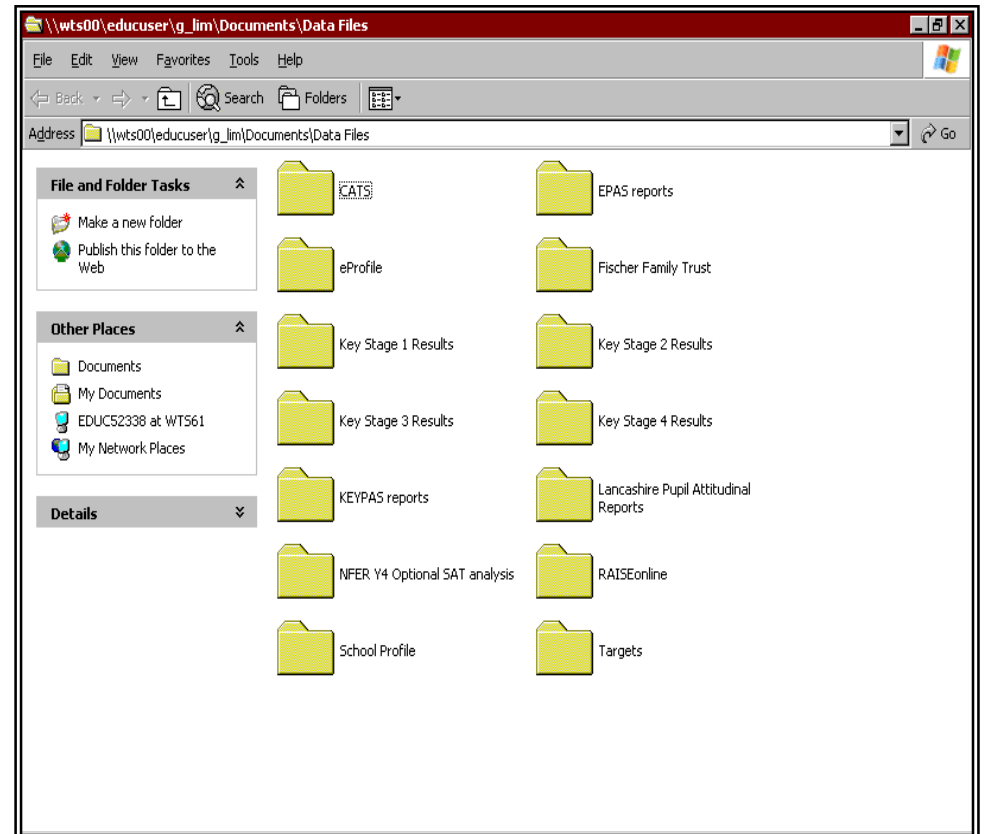 \\wts00\educuser\g_lim\Documents\Data Files
File Edit View Favorites Tools Help
Back Search Folders
Address \\wts00\educuser\g_lim\Documents\Data Files Go
File and Folder Tasks
Make a new folder
Publish this folder to the
Web
Other Places
Documents
My Documents
EDUC52338 at WTS61
My Network Places
Details
CATS
EPAS reports
eProfile
Fischer Family Trust
Key Stage 1 Results
Key Stage 2 Results
Key Stage 3 Results
Key Stage 4 Results
KEYPAS reports
Lancashire Pupil Attitudinal
Reports
NFER Y4 Optional SAT analysis
RAISEonline
School Profile
Targets